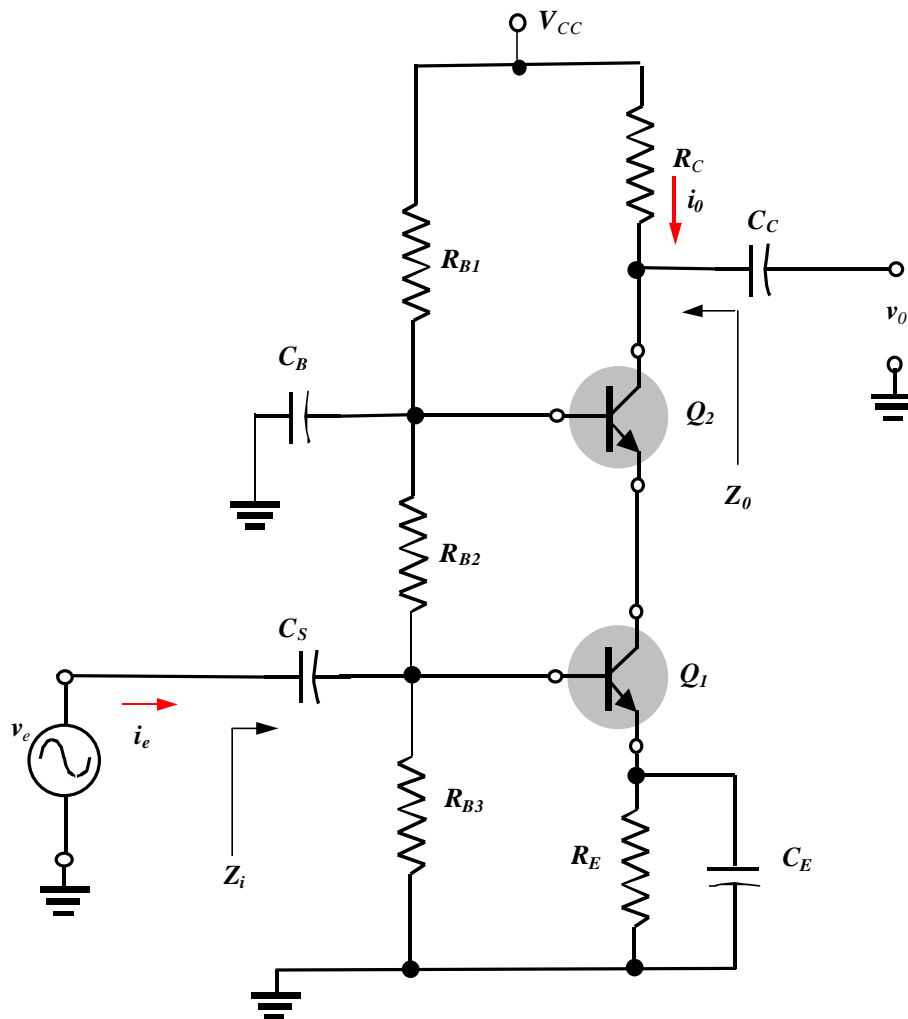 V_CC
R_C
i_0
C_C
R_B1
v_0
C_B
Q_2
Z_0
R_B2
C_S
Q_1
v_e
i_e
R_B3
Z_i
R_E
C_E